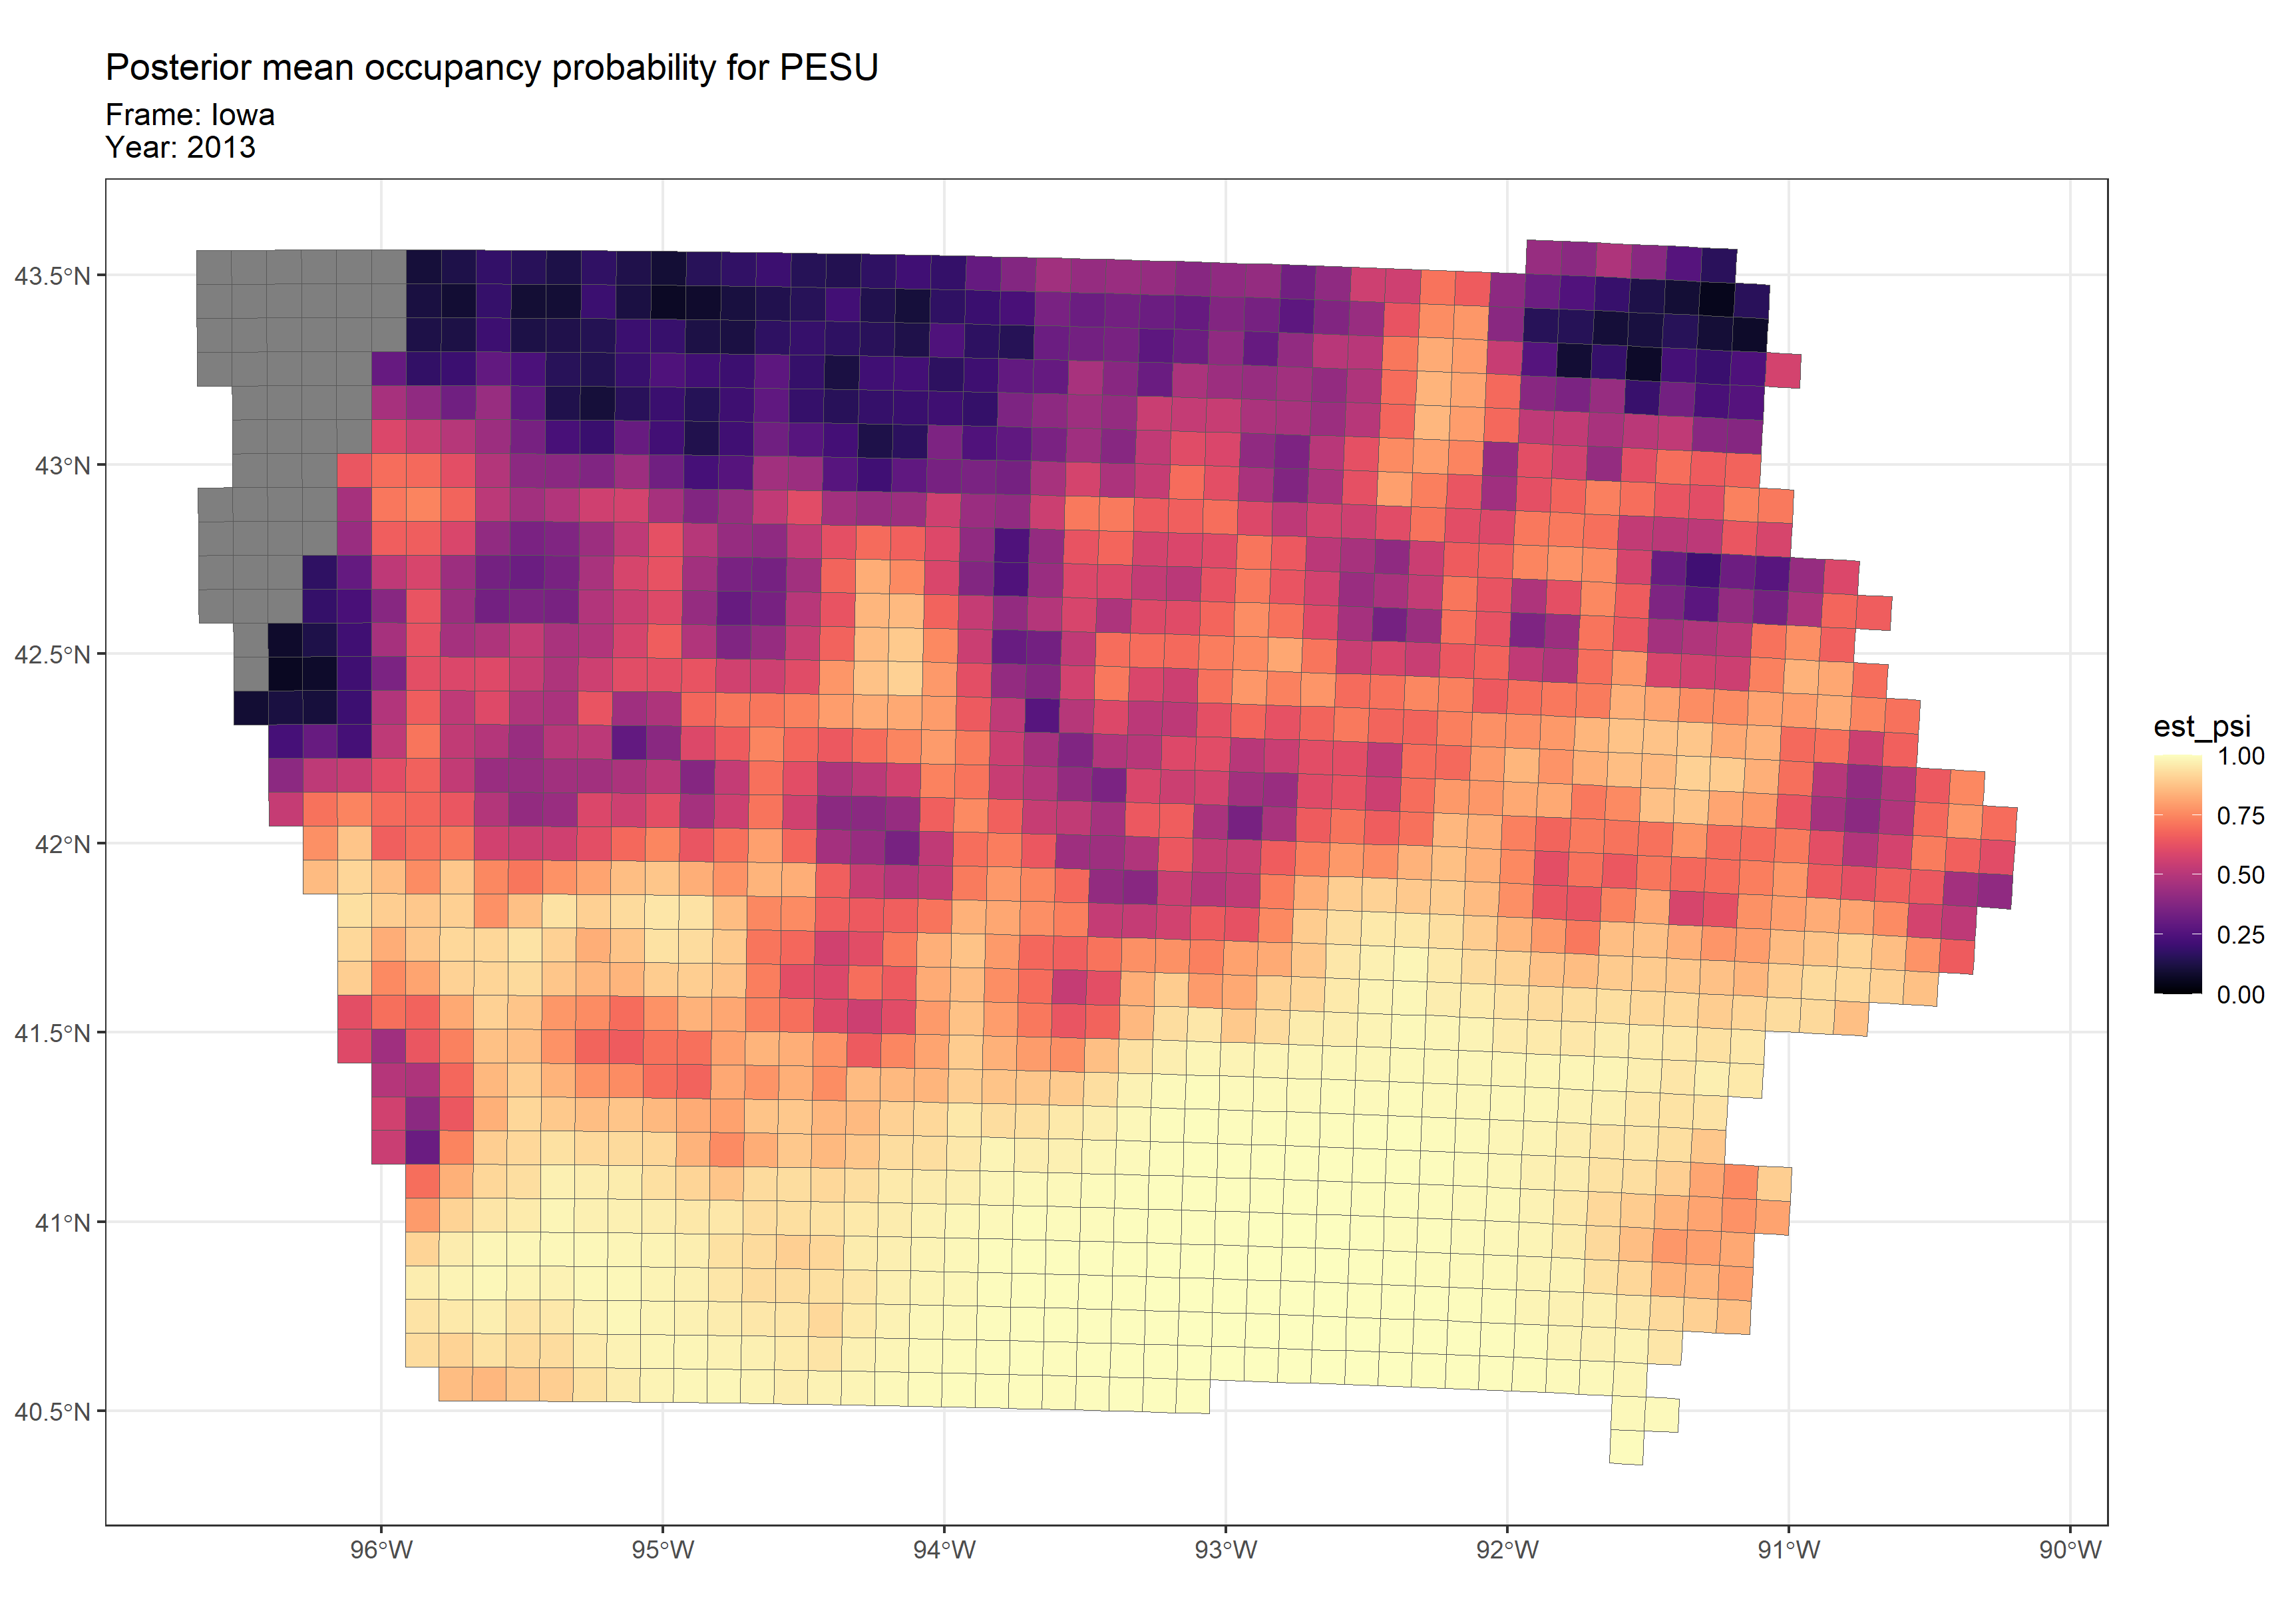 Posterior mean occupancy probability for PESU
Frame: Iowa
Year: 2013
43.5°N
43°N
42.5°N
42°N
41.5°N
41°N
40.5°N
96°W
95°W
94°W
93°W
92°W
91°W
90°W
est_psi
1.00
0.75
0.50
0.25
0.00